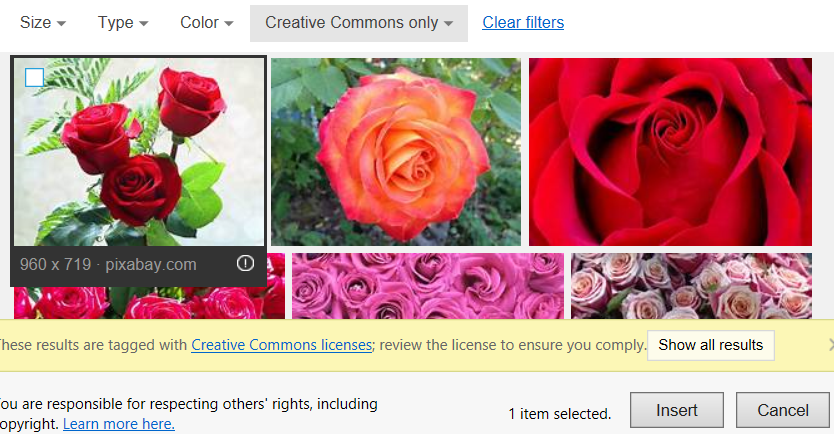 Size Type Color Creative Commons only Clear filters
960 x 719 · pixabay.com
hese results are tagged with Creative Commons licenses; review the license to ensure you comply. Show all results
ou are responsible for respecting others' rights, including
opyright. Learn more here.
1 item selected. Insert Cancel